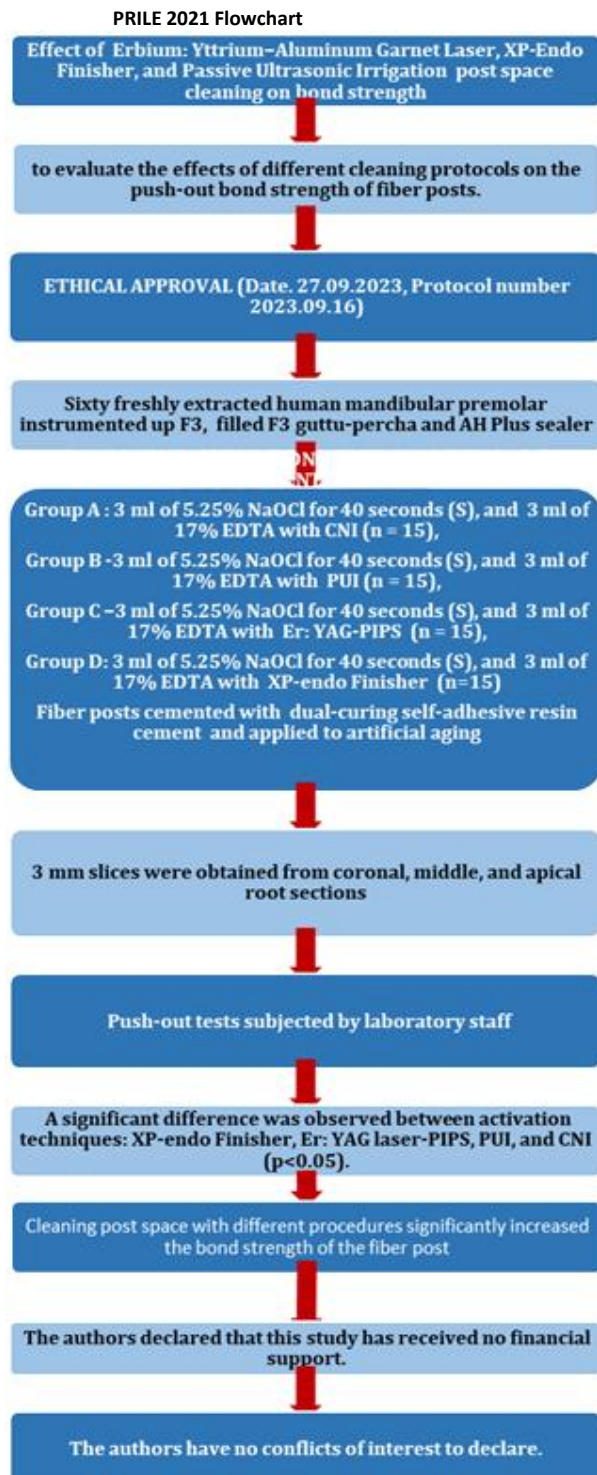 PRILE 2021 Flowchart
Effect of Erbium: Yttrium–Aluminum Garnet Laser, XP-Endo
Finisher, and Passive Ultrasonic Irrigation post space
cleaning on bond strength
to evaluate the effects of different cleaning protocols on the
push-out bond strength of fiber posts.
ETHICAL APPROVAL (Date. 27.09.2023, Protocol number
2023.09.16)
Sixty freshly extracted human mandibular premolar
instrumented up F3, filled F3 guttu-percha and AH Plus sealer
Group A : 3 ml of 5.25% NaOCl for 40 seconds (S), and 3 ml of
17% EDTA with CNI (n = 15),
Group B -3 ml of 5.25% NaOCl for 40 seconds (S), and 3 ml of
17% EDTA with PUI (n = 15),
Group C –3 ml of 5.25% NaOCl for 40 seconds (S), and 3 ml of
17% EDTA with Er: YAG-PIPS (n = 15),
Group D: 3 ml of 5.25% NaOCl for 40 seconds (S), and 3 ml of
17% EDTA with XP-endo Finisher (n=15)
Fiber posts cemented with dual-curing self-adhesive resin
cement and applied to artificial aging
3 mm slices were obtained from coronal, middle, and apical
root sections
Push-out tests subjected by laboratory staff
A significant difference was observed between activation
techniques: XP-endo Finisher, Er: YAG laser-PIPS, PUI, and CNI
(p<0.05).
Cleaning post space with different procedures significantly increased
the bond strength of the fiber post
The authors declared that this study has received no financial
support.
The authors have no conflicts of interest to declare.